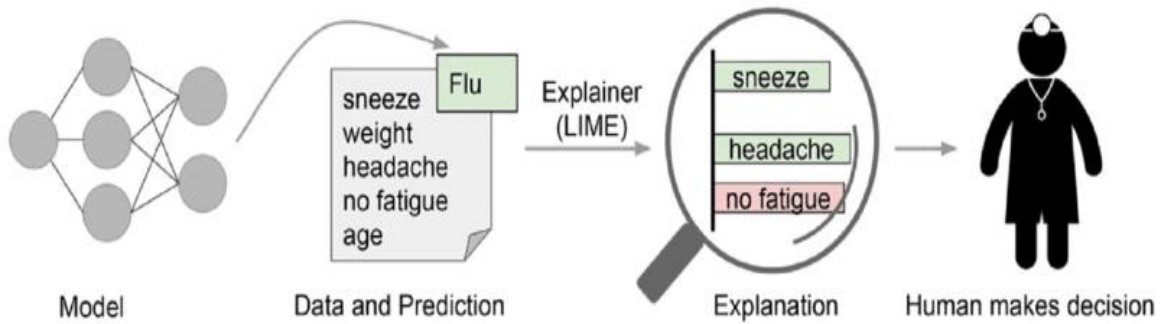 Flu
sneeze
weight
headache
no fatigue
age
Explainer
(LIME)
sneeze
headache
no fatigue
Model
Data and Prediction
Explanation
Human makes decision